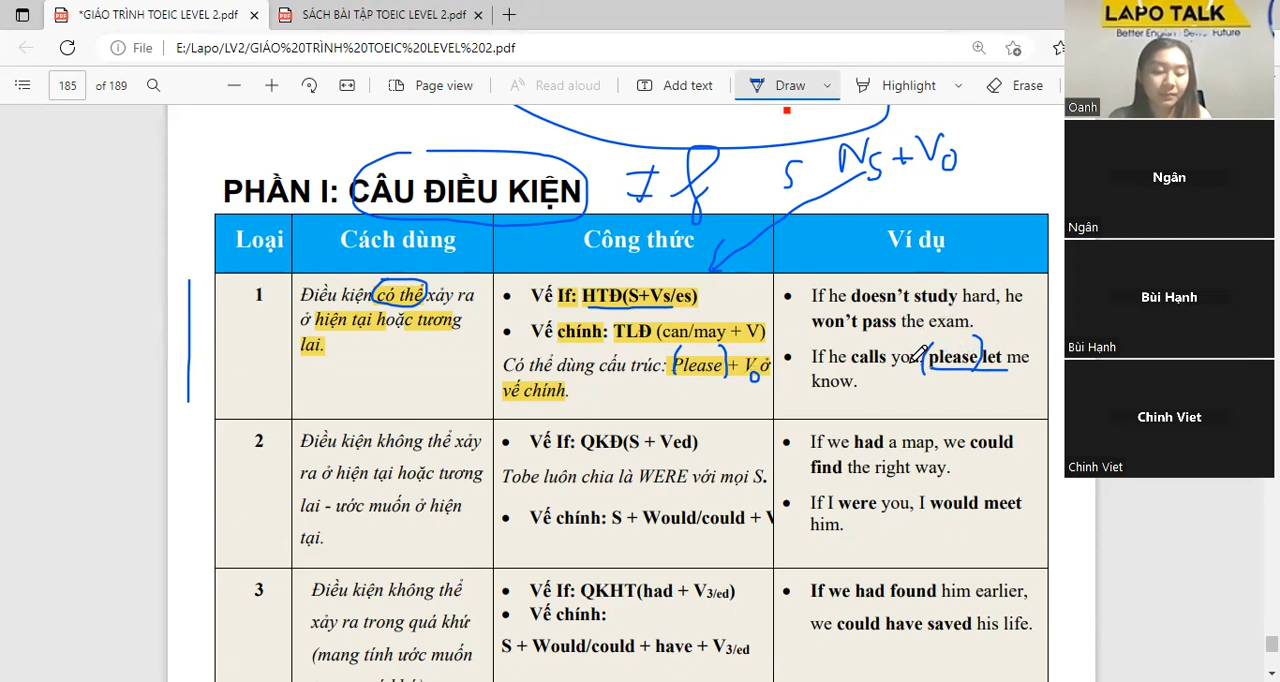 *GIÁO TRÌNH TOEIC LEVEL 2.pdf
SÁCH BÀI TẬP TOEIC LEVEL 2.pdf
File
E:/Lapo/LV2/GIÁO%20TRÌNH%20TOEIC%20LEVEL%202.pdf
185 of 189
Page view
Read aloud
Add text
Draw
Highlight
Erase
LAPO TALK
Oanh
Ngân
Ngân
Bùi Hạnh
Bùi Hạnh
Chinh Viet
Chinh Viet
If S Ns + Vo
PHẦN I: CÂU ĐIỀU KIỆN
Loại
Cách dùng
Công thức
Ví dụ
1
Điều kiện có thể xảy ra
ở hiện tại hoặc tương
lai.
• Vế If: HTĐ(S+Vs/es)
• Vế chính: TLĐ (can/may + V)
Có thể dùng cấu trúc: (Please) + V0 ở
vế chính.
• If he doesn’t study hard, he
won’t pass the exam.
• If he calls you, (please) let me
know.
2
Điều kiện không thể xảy
ra ở hiện tại hoặc tương
lai - ước muốn ở hiện
tại.
• Vế If: QKĐ(S + Ved)
Tobe luôn chia là WERE với mọi S.
• Vế chính: S + Would/could + V
• If we had a map, we could
find the right way.
• If I were you, I would meet
him.
3
Điều kiện không thể
xảy ra trong quá khứ
(mang tính ước muốn
• Vế If: QKHT(had + V3/ed)
• Vế chính:
S + Would/could + have + V3/ed
• If we had found him earlier,
we could have saved his life.